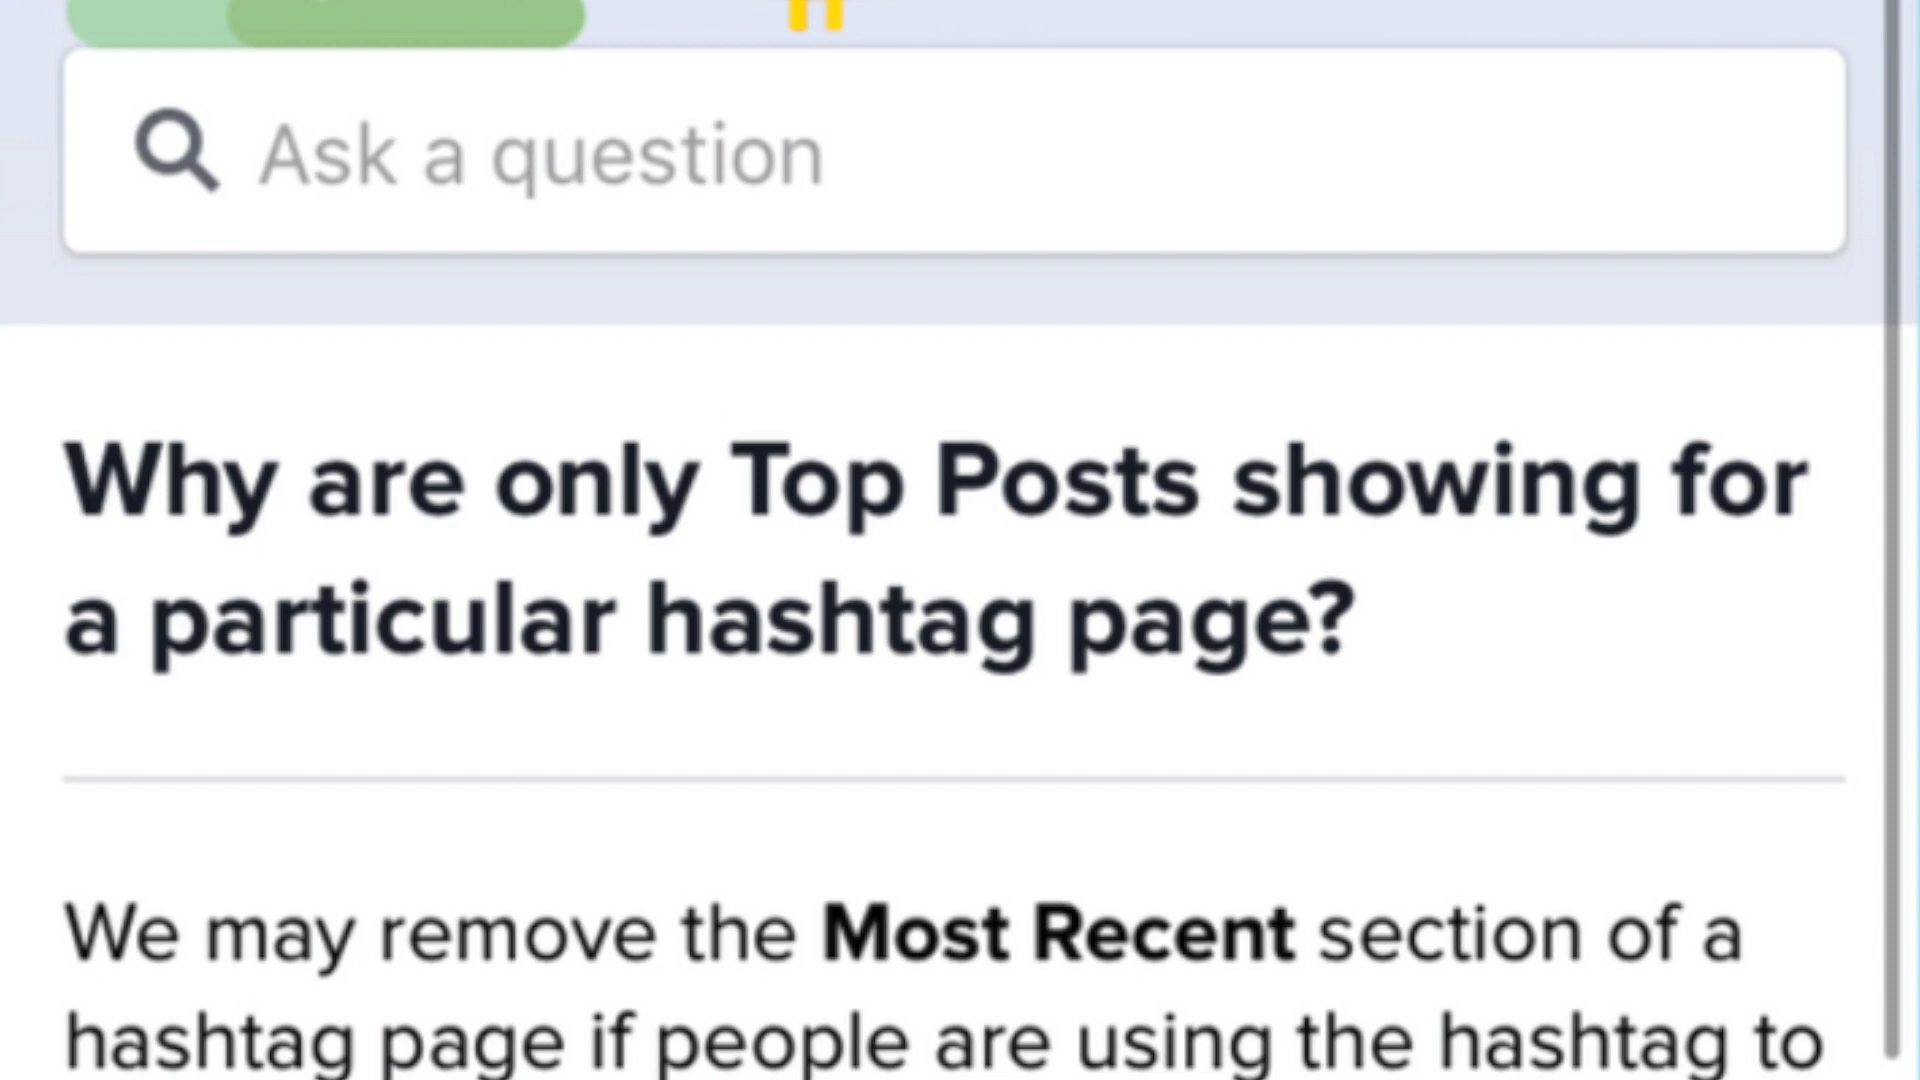 Ask a question
Why are only Top Posts showing for
a particular hashtag page?
We may remove the Most Recent section of a
hashtag page if people are using the hashtag to